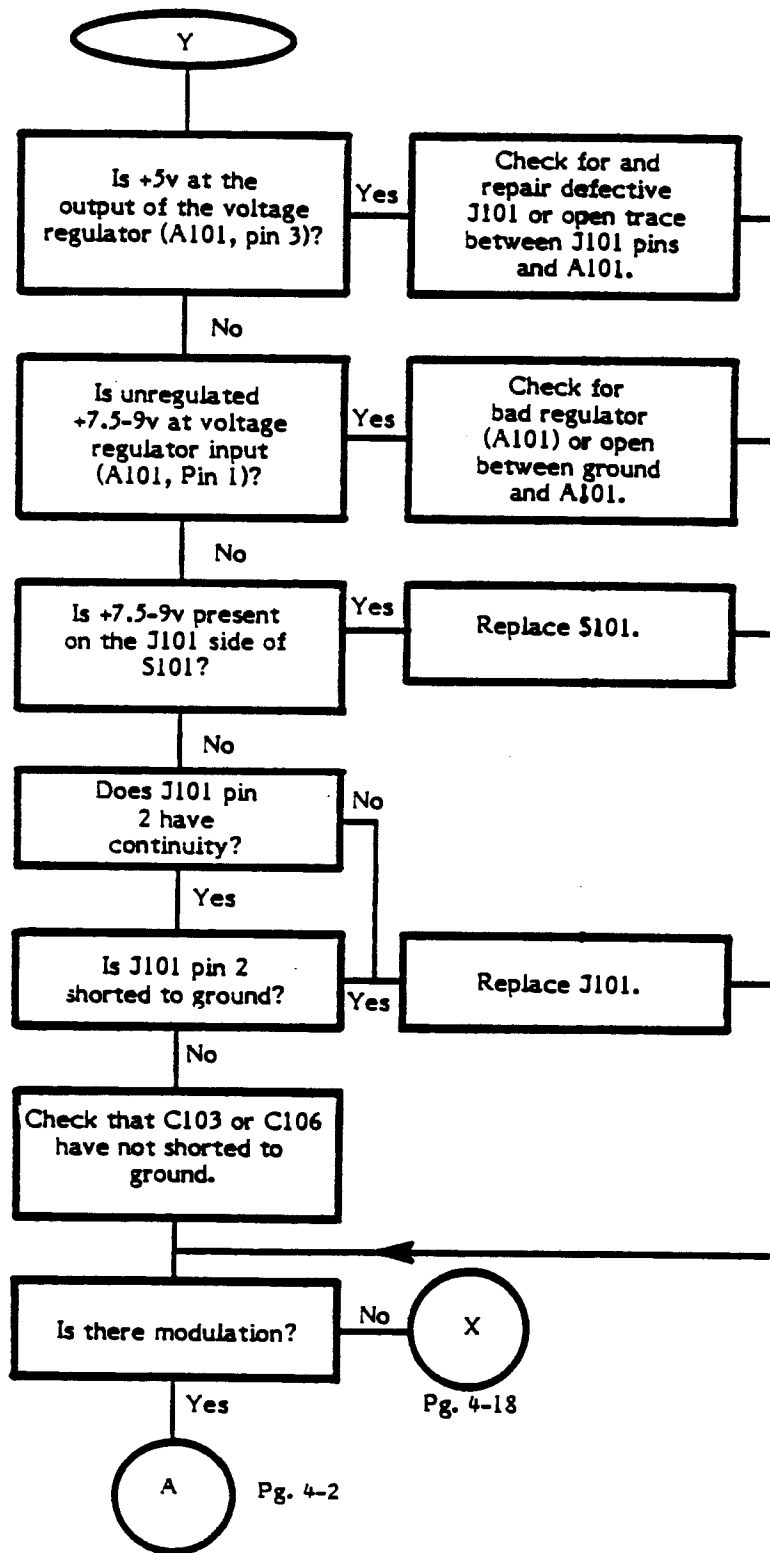 Y
Is +5v at the
output of the voltage
regulator (A101, pin 3)?
Yes
Check for and
repair defective
J101 or open trace
between J101 pins
and A101.
No
Is unregulated
+7.5-9v at voltage
regulator input
(A101, Pin 1)?
Yes
Check for
bad regulator
(A101) or open
between ground
and A101.
No
Is +7.5-9v present
on the J101 side of
S101?
Yes
Replace S101.
No
Does J101 pin
2 have
continuity?
No
Yes
Is J101 pin 2
shorted to ground?
Yes
Replace J101.
No
Check that C103 or C106
have not shorted to
ground.
Is there modulation?
No
X
Pg. 4-18
Yes
A
Pg. 4-2